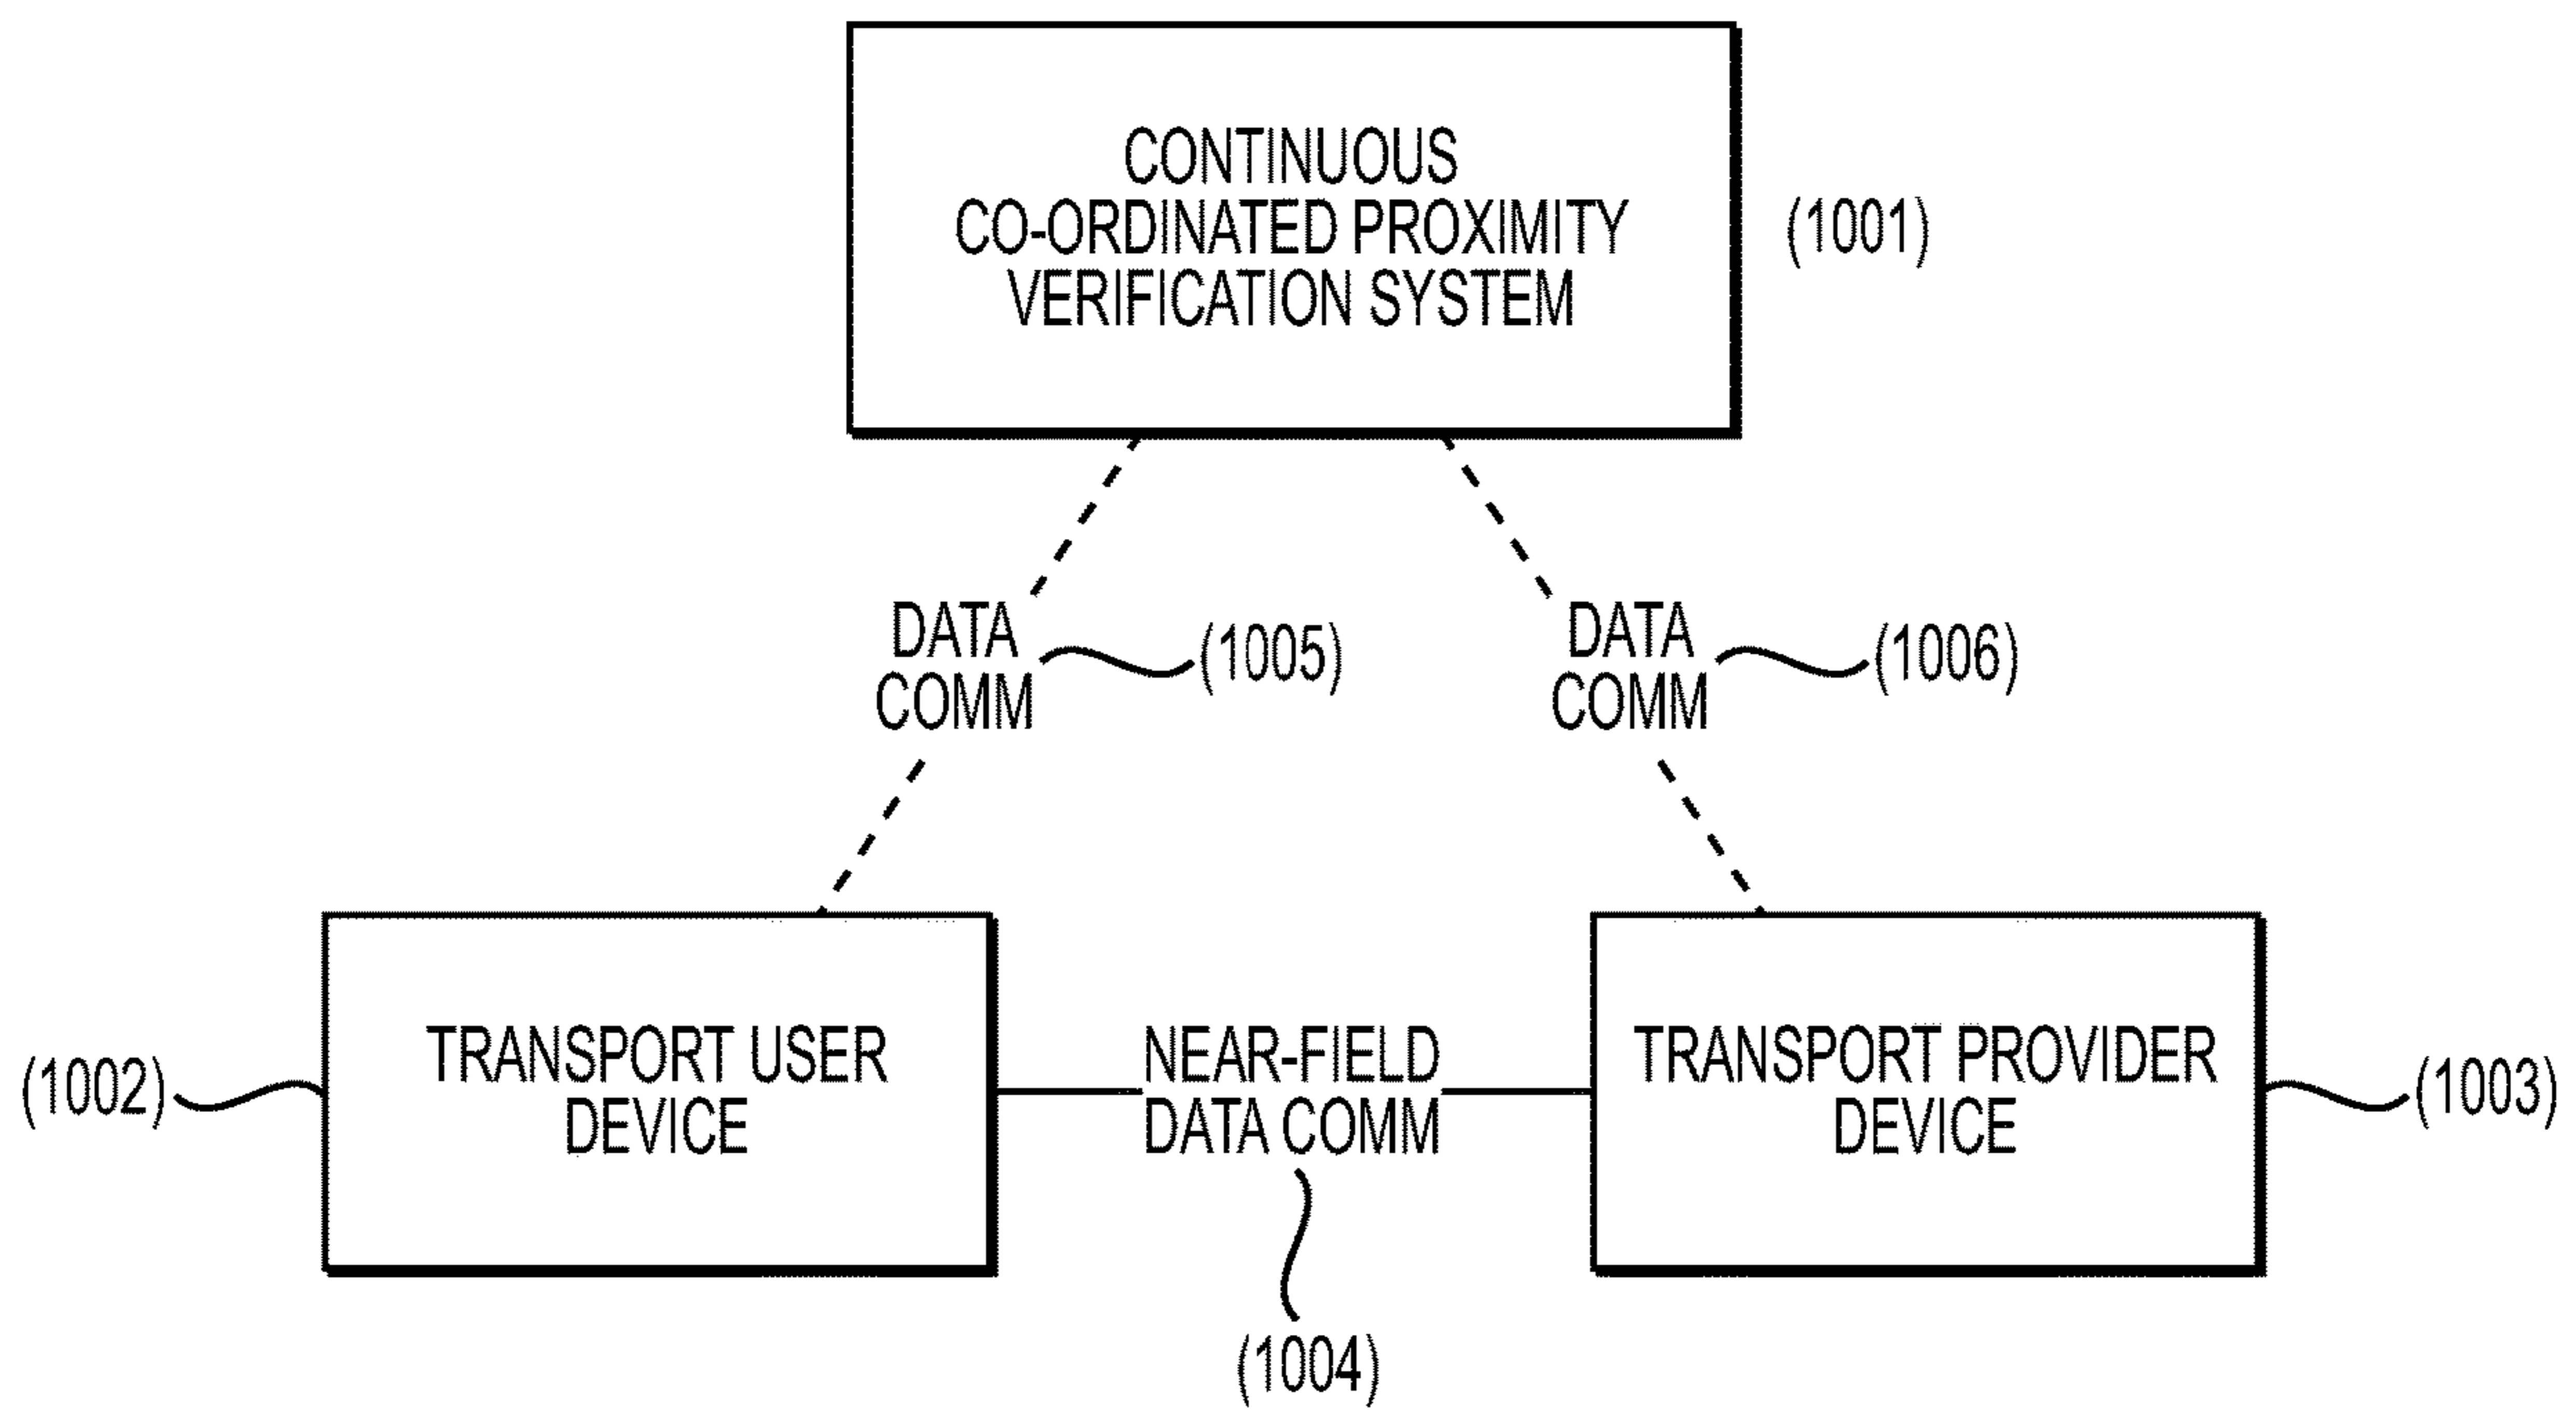 CONTINUOUS
CO-ORDINATED PROXIMITY
VERIFICATION SYSTEM
(1001)
DATA
COMM
(1005)
DATA
COMM
(1006)
(1002)
TRANSPORT USER
DEVICE
NEAR-FIELD
DATA COMM
TRANSPORT PROVIDER
DEVICE
(1003)
(1004)